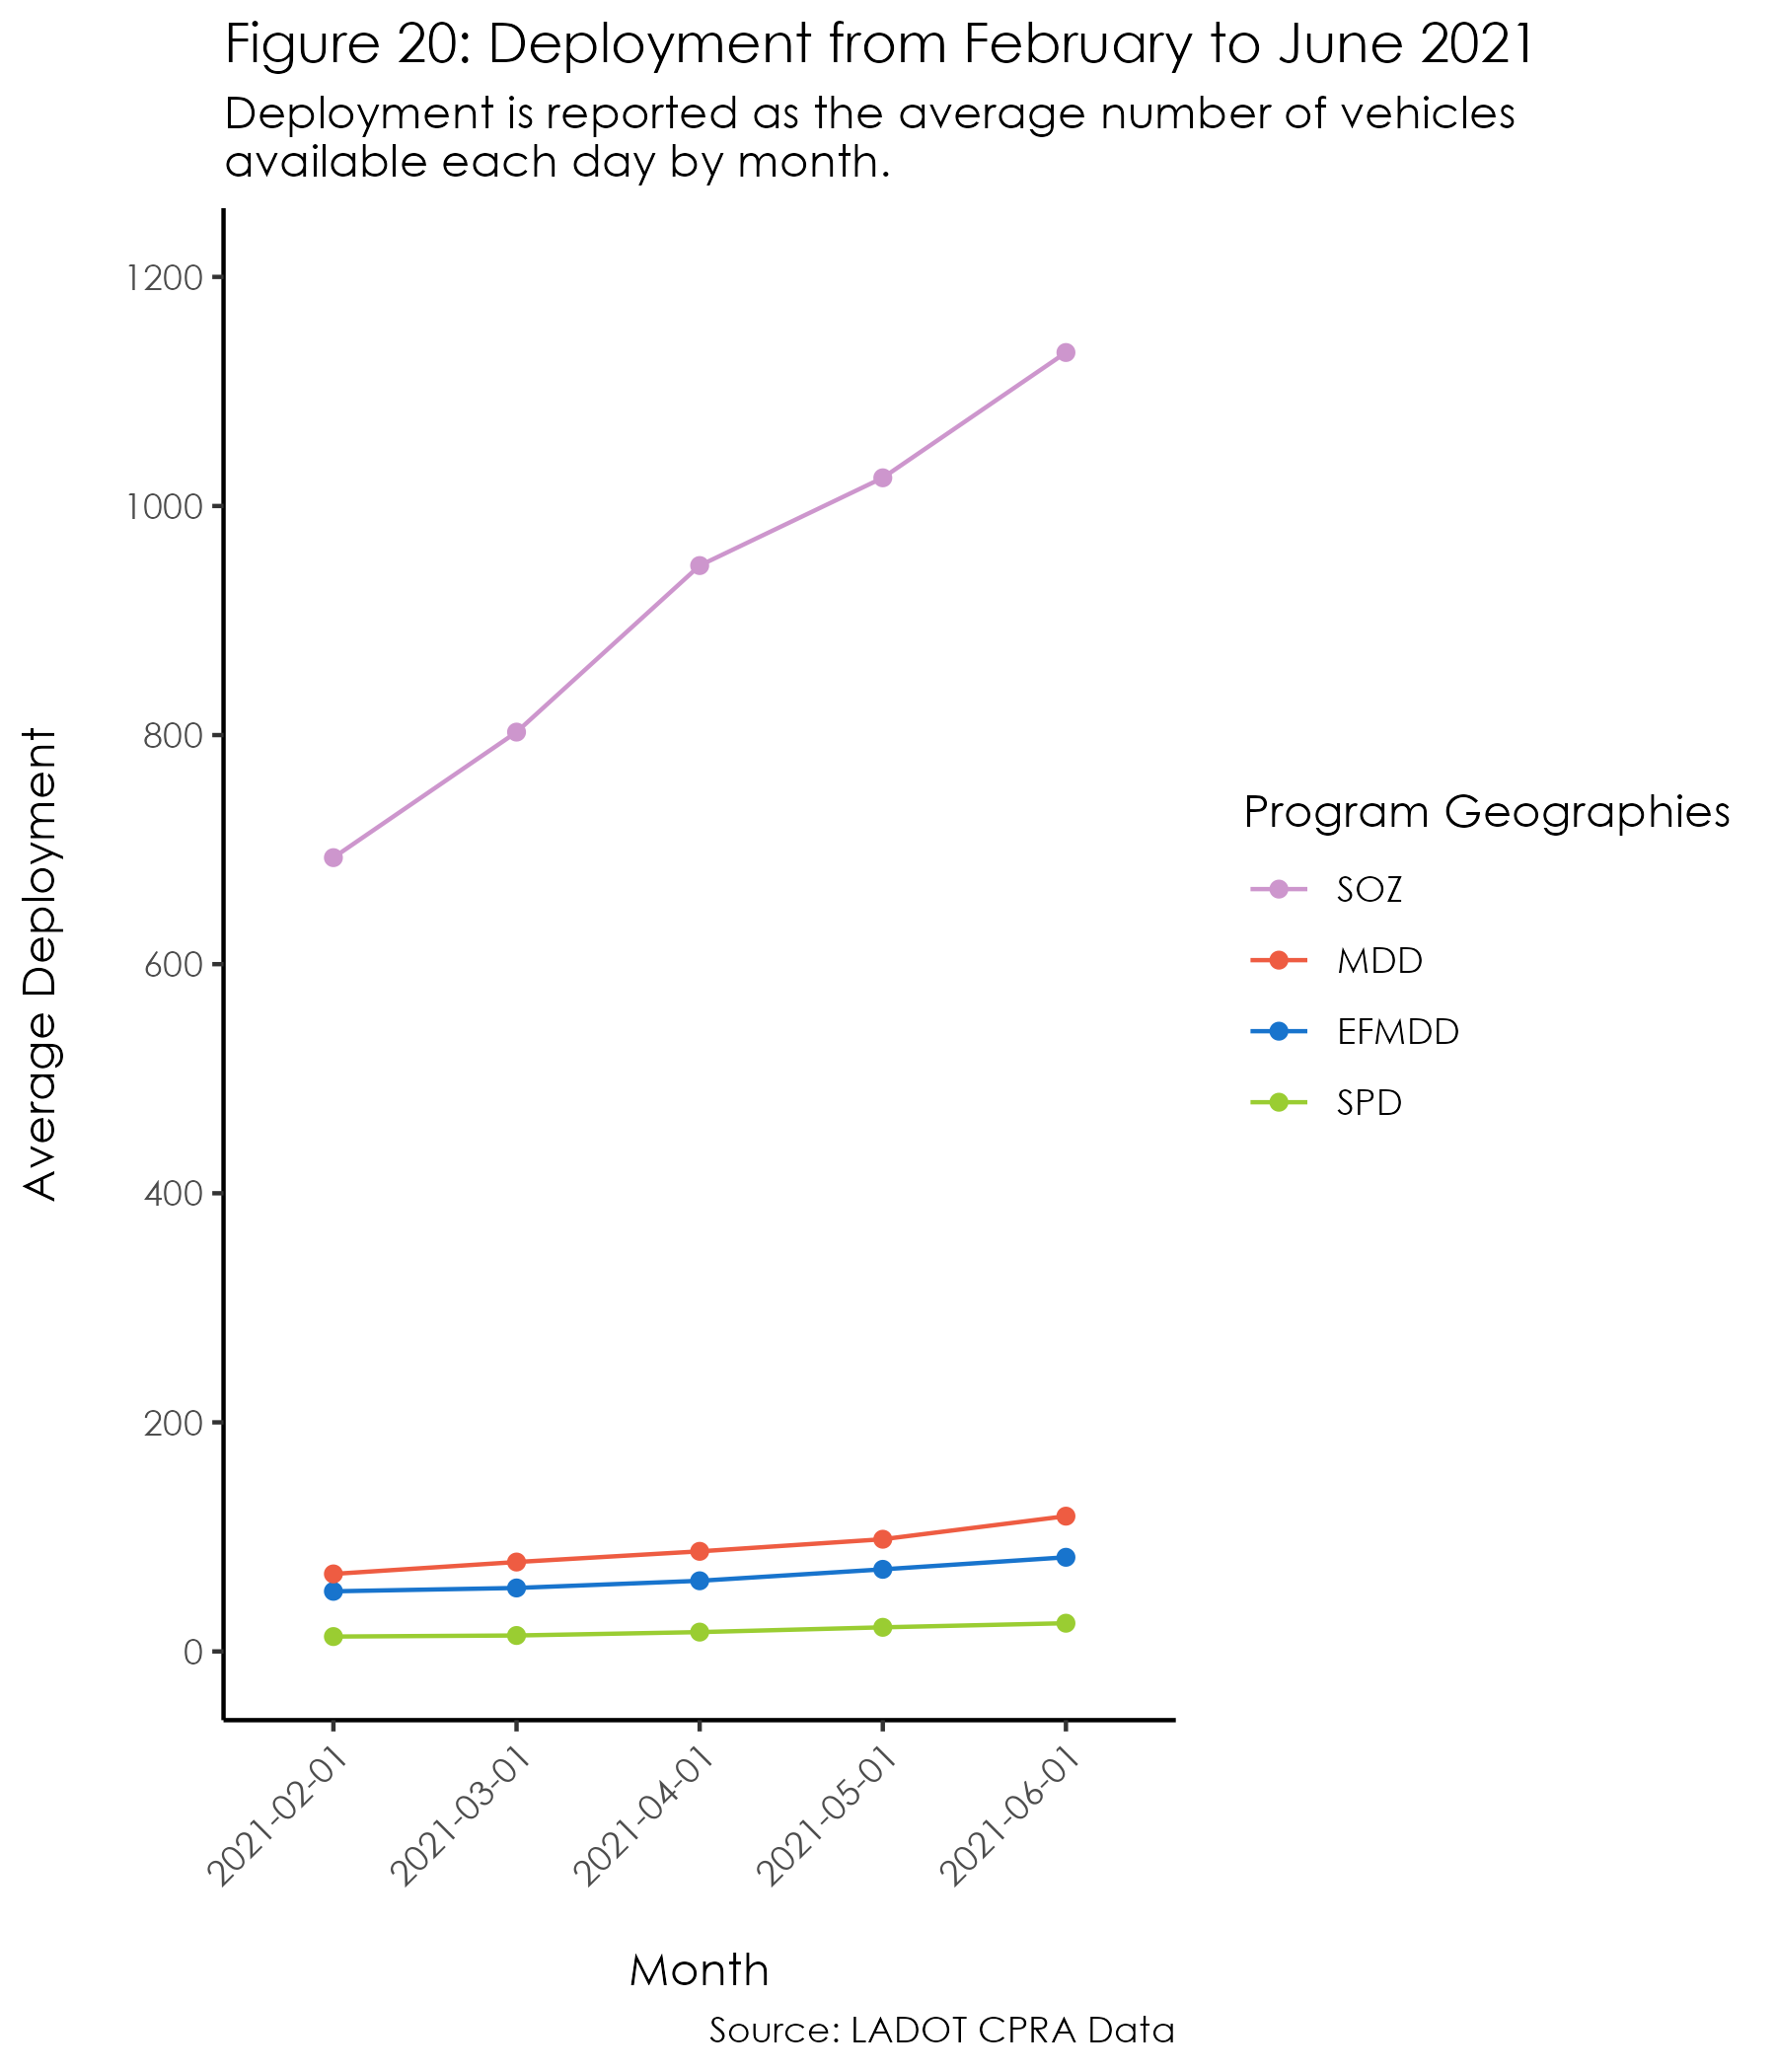 Figure 20: Deployment from February to June 2021
Deployment is reported as the average number of vehicles
available each day by month.
1200
1000
800
600
400
200
0
Average Deployment
2021-02-01
2021-03-01
2021-04-01
2021-05-01
2021-06-01
Month
Program Geographies
SOZ
MDD
EFMDD
SPD
Source: LADOT CPRA Data